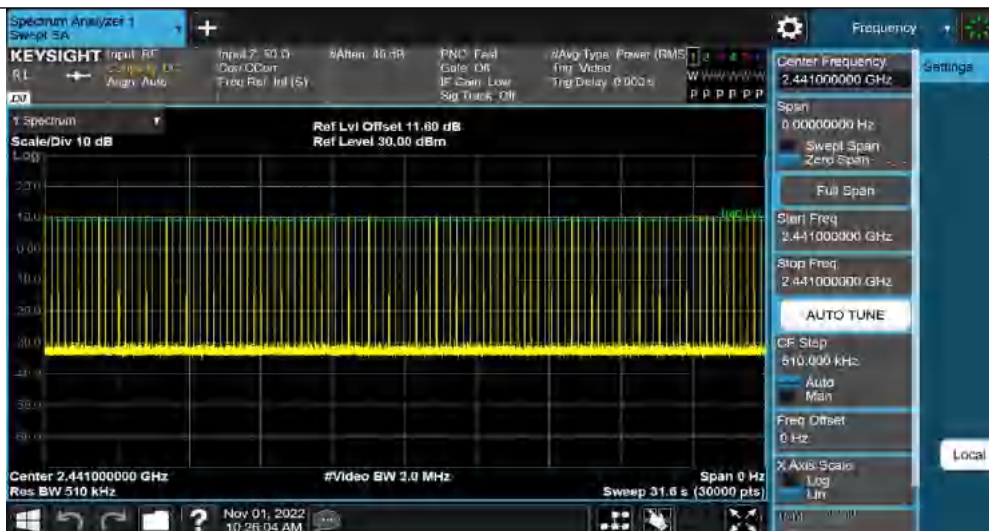 Spectrum Analyzer 1
Swept SA
+
Frequency
KEYSIGHT
Input: RF
Coupling: DC
Align: Auto
RL
Input Z: 50 Ω
Corr CCorr
Freq Ref: Int (S)
#Atten: 40 dB
PNO: Fast
Gate: Off
IF Gain: Low
Sig Track: Off
#Avg Type: Power (RMS
Trig: Video
P P P P P P
Center Frequency
2.441000000 GHz
Settings
Span
0.00000000 Hz
Swept Span
Zero Span
Full Span
Start Freq
2.441000000 GHz
Stop Freq
2.441000000 GHz
AUTO TUNE
CF Step
510.000 kHz
Auto
Man
Freq Offset
0 Hz
X Axis Scale
Log
Lin
Local
1 Spectrum
Scale/Div 10 dB
Log
Ref Lvl Offset 11.60 dB
Ref Level 30.00 dBm
Center 2.441000000 GHz
Res BW 510 kHz
#Video BW 2.0 MHz
Span 0 Hz
Sweep 31.6 s (30000 pts)
?
Nov 01, 2022
10:26:04 AM